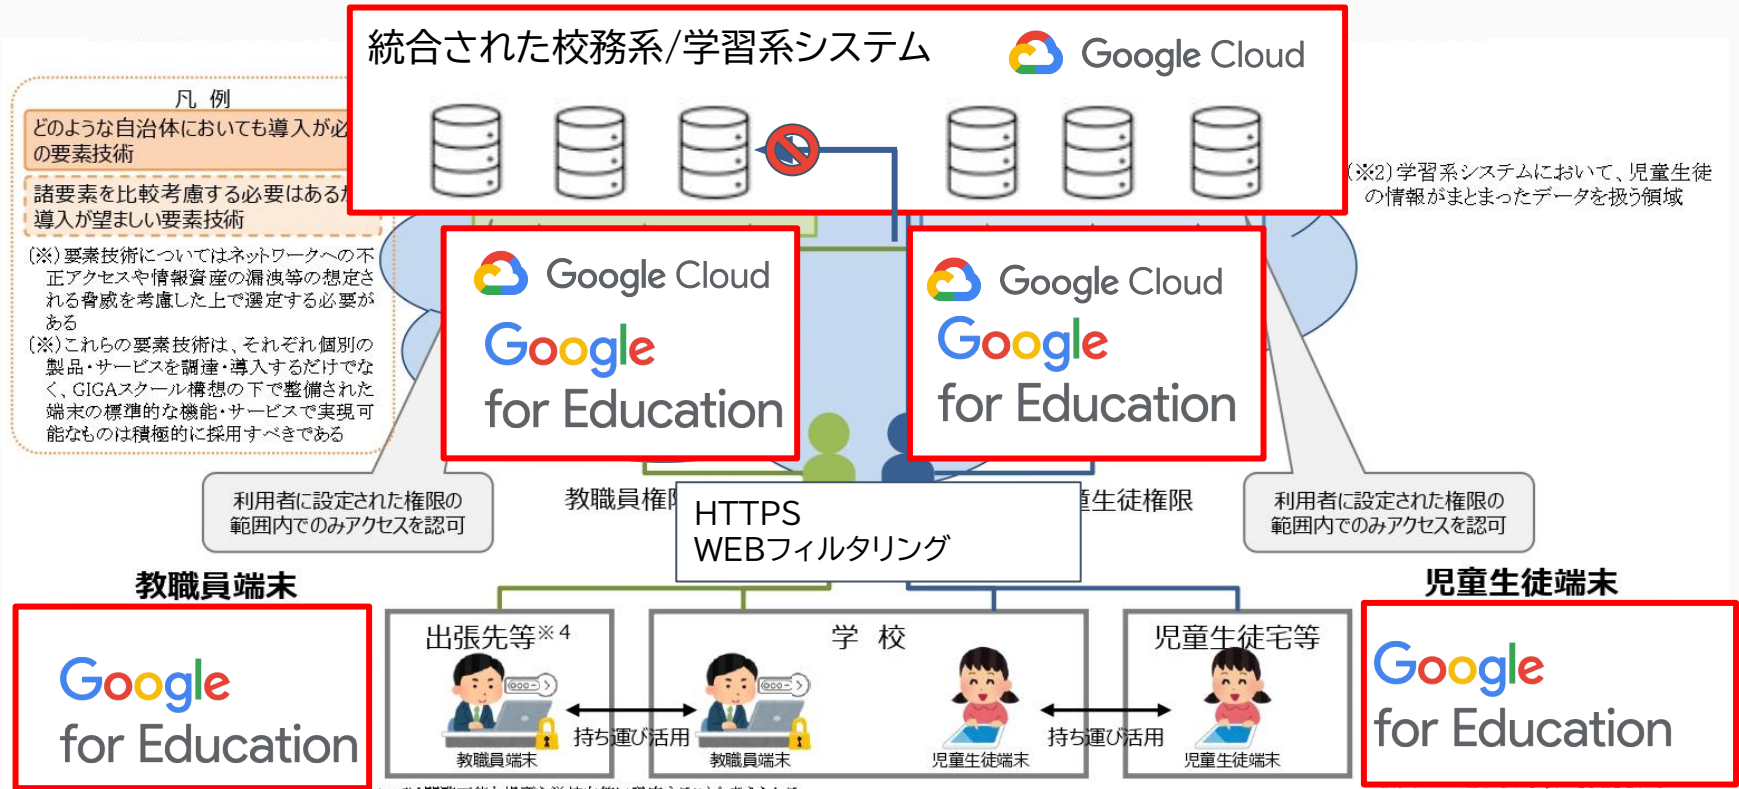 統合された校務系/学習系システム
Google Cloud
凡 例
どのような自治体においても導入が必
の要素技術
諸要素を比較考慮する必要はあるが
導入が望ましい要素技術
(※)要素技術についてはネットワークへの不
正アクセスや情報資産の漏洩等の想定さ
れる脅威を考慮した上で選定する必要が
ある
(※)これらの要素技術は、それぞれ個別の
製品・サービスを調達・導入するだけでな
く、GIGAスクール構想の下で整備された
端末の標準的な機能・サービスで実現可
能なものは積極的に採用すべきである
(※2)学習系システムにおいて、児童生徒
の情報がまとまったデータを扱う領域
Google Cloud
Google
for Education
Google Cloud
Google
for Education
利用者に設定された権限の
範囲内でのみアクセスを認可
教職員権
HTTPS
WEBフィルタリング
童生徒権限
利用者に設定された権限の
範囲内でのみアクセスを認可
教職員端末
児童生徒端末
Google
for Education
出張先等※4
学 校
児童生徒宅等
持ち運び活用
持ち運び活用
教職員端末
教職員端末
児童生徒端末
児童生徒端末
Google
for Education